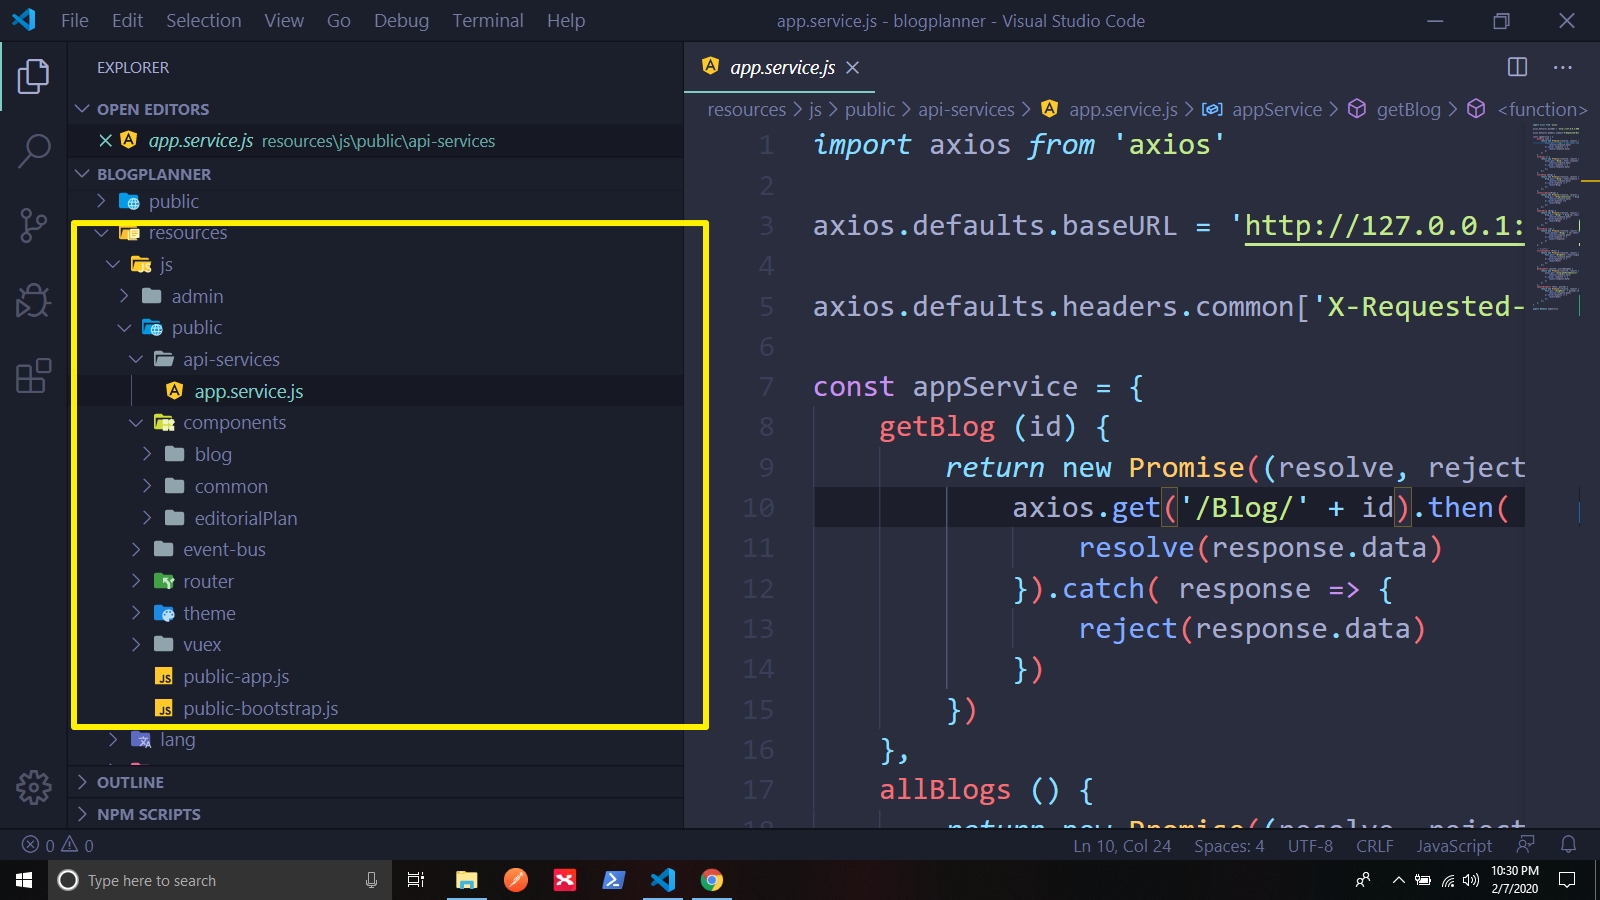 File Edit Selection View Go Debug Terminal Help
app.service.js - blogplanner - Visual Studio Code
EXPLORER
OPEN EDITORS
app.service.js resources\js\public\api-services
BLOGPLANNER
public
resources
js
admin
public
api-services
app.service.js
components
blog
common
editorialPlan
event-bus
router
theme
vuex
public-app.js
public-bootstrap.js
lang
OUTLINE
NPM SCRIPTS
app.service.js
resources > js > public > api-services > app.service.js > appService > getBlog > <function>
1 import axios from 'axios'
2
3 axios.defaults.baseURL = 'http://127.0.0.1:
4
5 axios.defaults.headers.common['X-Requested-
6
7 const appService = {
8 getBlog (id) {
9 return new Promise((resolve, reject
10 axios.get('/Blog/' + id).then(
11 resolve(response.data)
12 }).catch( response => {
13 reject(response.data)
14 })
15 })
16 },
17 allBlogs () {
18 return new Promise((resolve, reject
0 0
Ln 10, Col 24 Spaces: 4 UTF-8 CRLF JavaScript
Type here to search
10:30 PM
2/7/2020